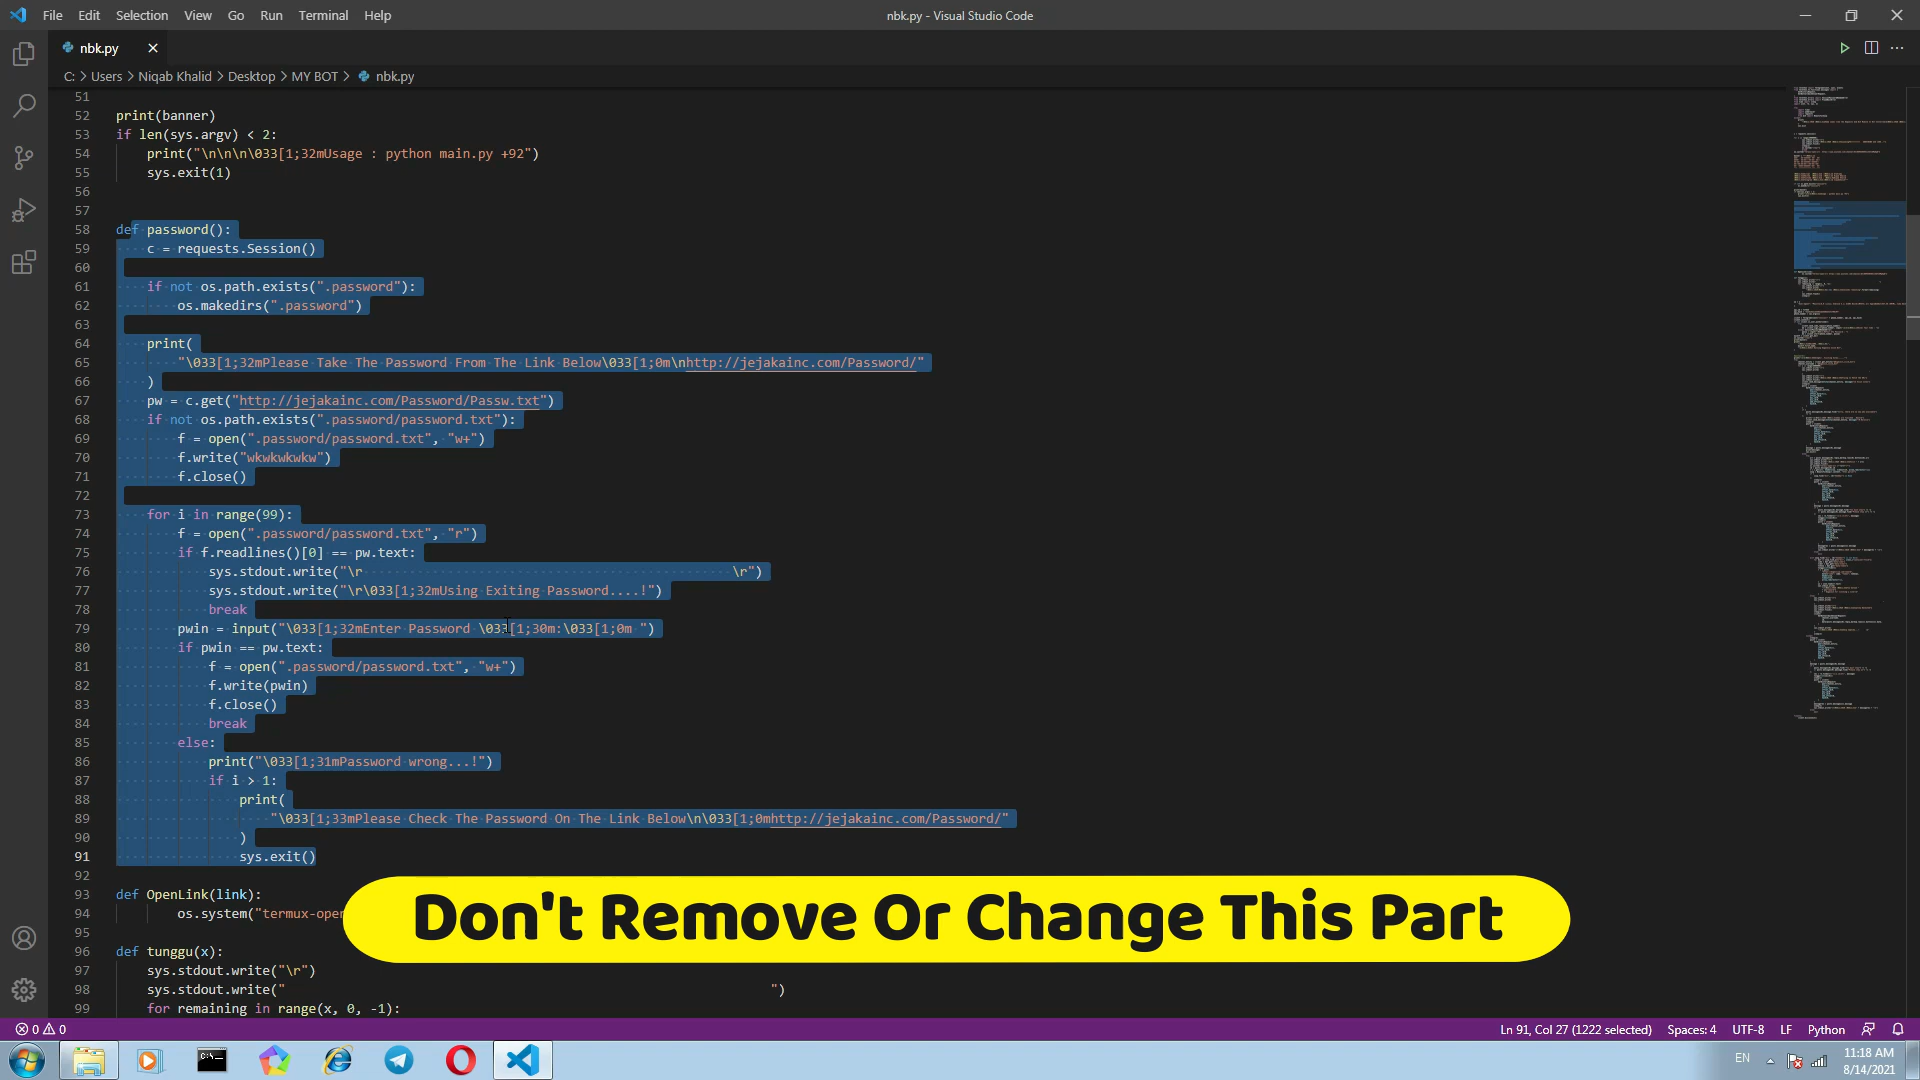 File Edit Selection View Go Run Terminal Help
nbk.py - Visual Studio Code
nbk.py
C: > Users > Niqab Khalid > Desktop > MY BOT > nbk.py
51
52 print(banner)
53 if len(sys.argv) < 2:
54 print("\n\n\n\033[1;32mUsage : python main.py +92")
55 sys.exit(1)
56
57
58 def password():
59 c = requests.Session()
60
61 if not os.path.exists(".password"):
62 os.makedirs(".password")
63
64 print(
65 "\033[1;32mPlease Take The Password From The Link Below\033[1;0m\nhttp://jejakainc.com/Password/"
66 )
67 pw = c.get("http://jejakainc.com/Password/Passw.txt")
68 if not os.path.exists(".password/password.txt"):
69 f = open(".password/password.txt", "w+")
70 f.write("wkwkwkwkw")
71 f.close()
72
73 for i in range(99):
74 f = open(".password/password.txt", "r")
75 if f.readlines()[0] == pw.text:
76 sys.stdout.write("\r \r")
77 sys.stdout.write("\r\033[1;32mUsing Exiting Password....!")
78 break
79 pwin = input("\033[1;32mEnter Password \033[1;30m:\033[1;0m ")
80 if pwin == pw.text:
81 f = open(".password/password.txt", "w+")
82 f.write(pwin)
83 f.close()
84 break
85 else:
86 print("\033[1;31mPassword wrong...!")
87 if i > 1:
88 print(
89 "\033[1;33mPlease Check The Password On The Link Below\n\033[1;0mhttp://jejakainc.com/Password/"
90 )
91 sys.exit()
92
93 def OpenLink(link):
94 os.system("termux-open
Don't Remove Or Change This Part
95
96 def tunggu(x):
97 sys.stdout.write("\r")
98 sys.stdout.write(" ")
99 for remaining in range(x, 0, -1):
0 0
Ln 91, Col 27 (1222 selected) Spaces: 4 UTF-8 LF Python
EN
11:18 AM
8/14/2021